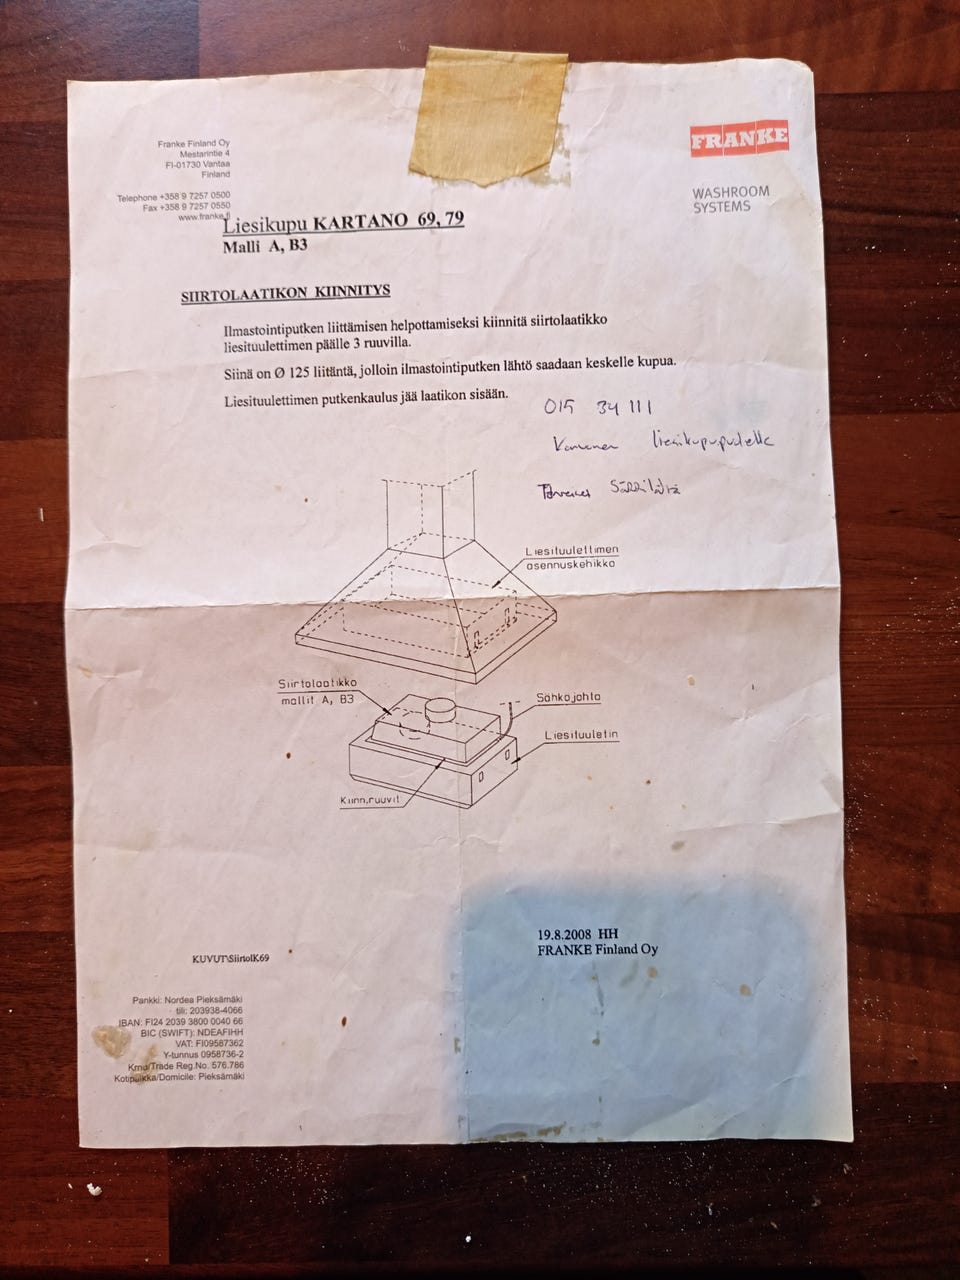 Franke Finland Oy
Mestarintie 4
FI-01730 Vantaa
Finland
Telephone +358 9 7257 0500
Fax +358 9 7257 0550
www.franke.fi
FRANKE
WASHROOM
SYSTEMS
Liesikupu KARTANO 69, 79
Malli A, B3
SIIRTOLAATIKON KIINNITYS
Ilmastointiputken liittämisen helpottamiseksi kiinnitä siirtolaatikko
liesituulettimen päälle 3 ruuvilla.
Siinä on Ø 125 liitäntä, jolloin ilmastointiputken lähtö saadaan keskelle kupua.
Liesituulettimen putkenkaulus jää laatikon sisään.
015 34 111
Liesituulettimen
asennuskehikko
Siirtolaatikko
mallit A, B3
Sähköjohto
Liesituuletin
Kiinn.ruuvit
19.8.2008 HH
FRANKE Finland Oy
KUVUT\SiirtolK69
Pankki: Nordea Pieksämäki
tili: 203938-4066
IBAN: FI24 2039 3800 0040 66
BIC (SWIFT): NDEAFIHH
VAT: FI09587362
Y-tunnus 0958736-2
Krno/Trade Reg.No. 576.786
Kotipaikka/Domicile: Pieksämäki